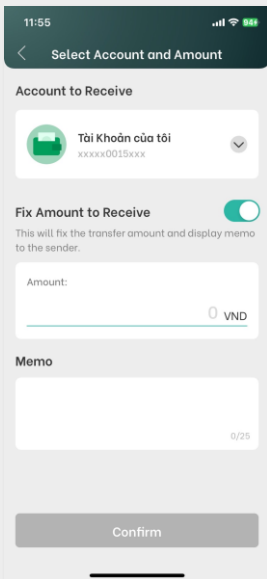 11:55
94+
Select Account and Amount
Account to Receive
Tài Khoản của tôi
xxxxx0015xxx
Fix Amount to Receive
This will fix the transfer amount and display memo
to the sender.
Amount:
0 VND
Memo
0/25
Confirm